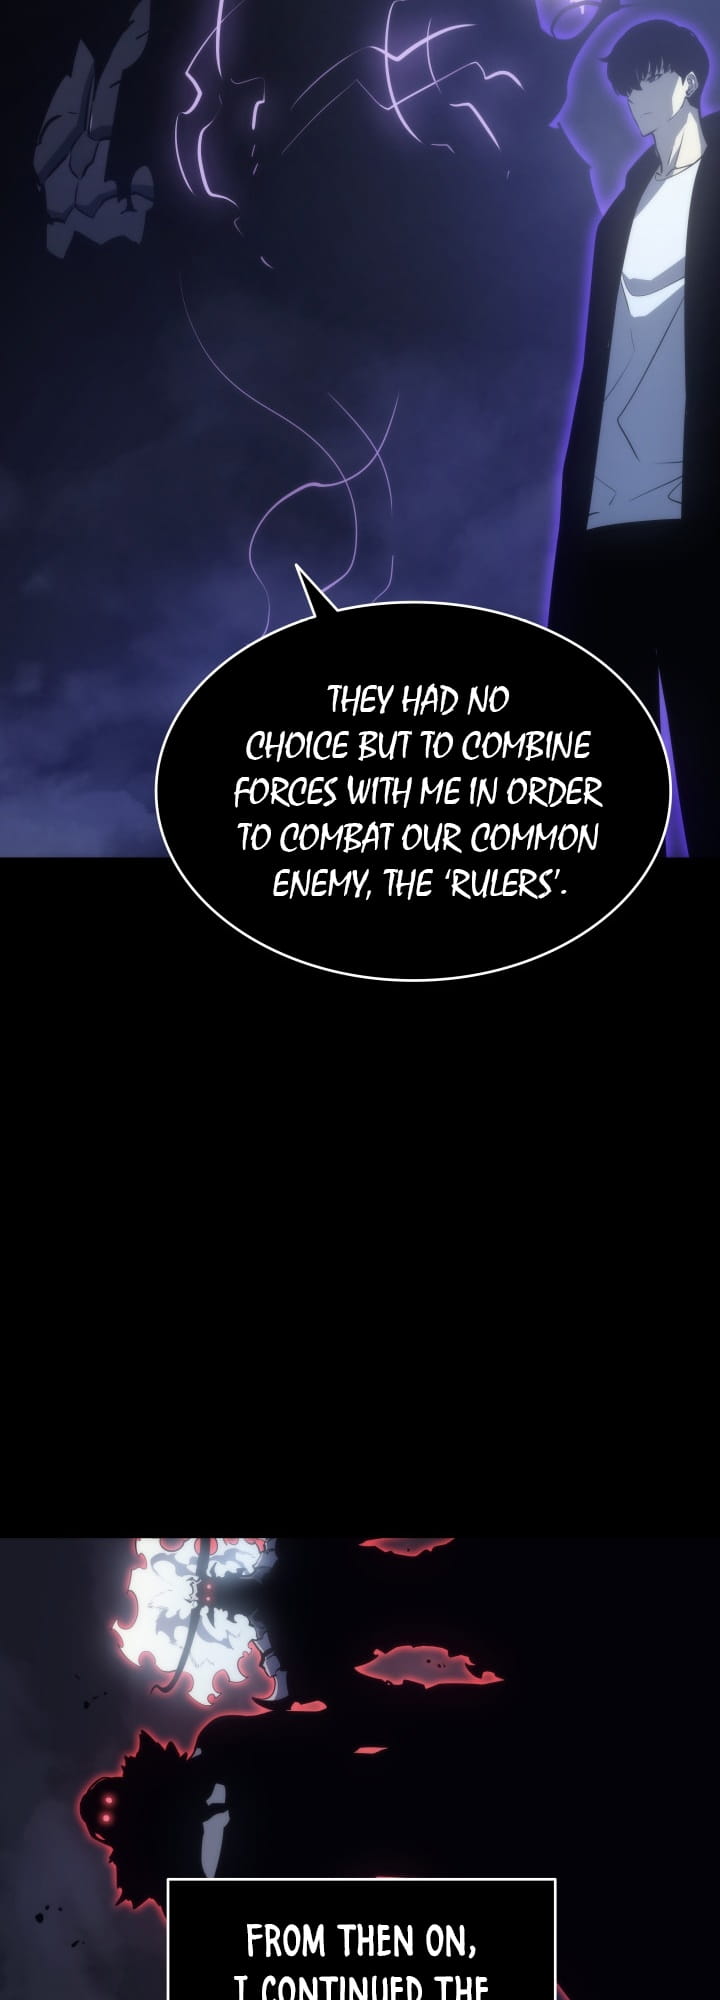 THEY HAD NO
CHOICE BUT TO COMBINE
FORCES WITH ME IN ORDER
TO COMBAT OUR COMMON
ENEMY, THE ‘RULERS’.
FROM THEN ON,
I CONTINUED THE